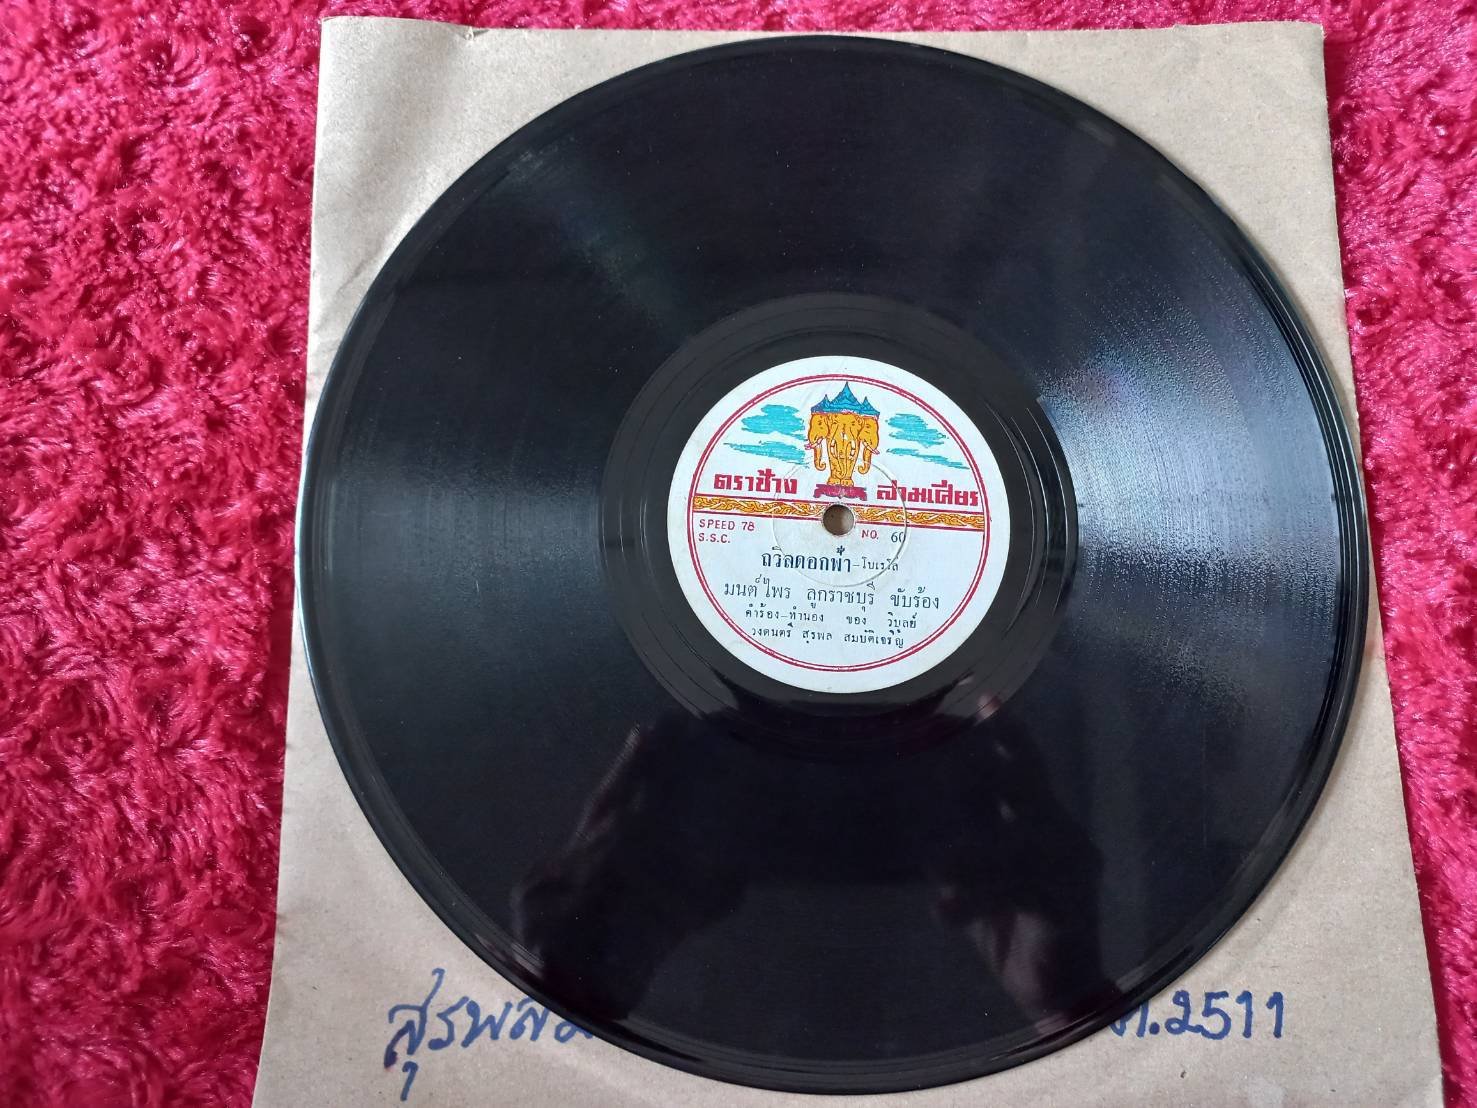 ตราช้าง สามเศียร
SPEED 78 NO. 60
S.S.C.
ถวิลดอกฟ้า-โบเรโล
มนต์ไพร ลูกราชบุรี ขับร้อง
คำร้อง-ทำนอง ของ วิบูลย์
วงดนตรี สุรพล สมบัติเจริญ
สุรพลส .2511